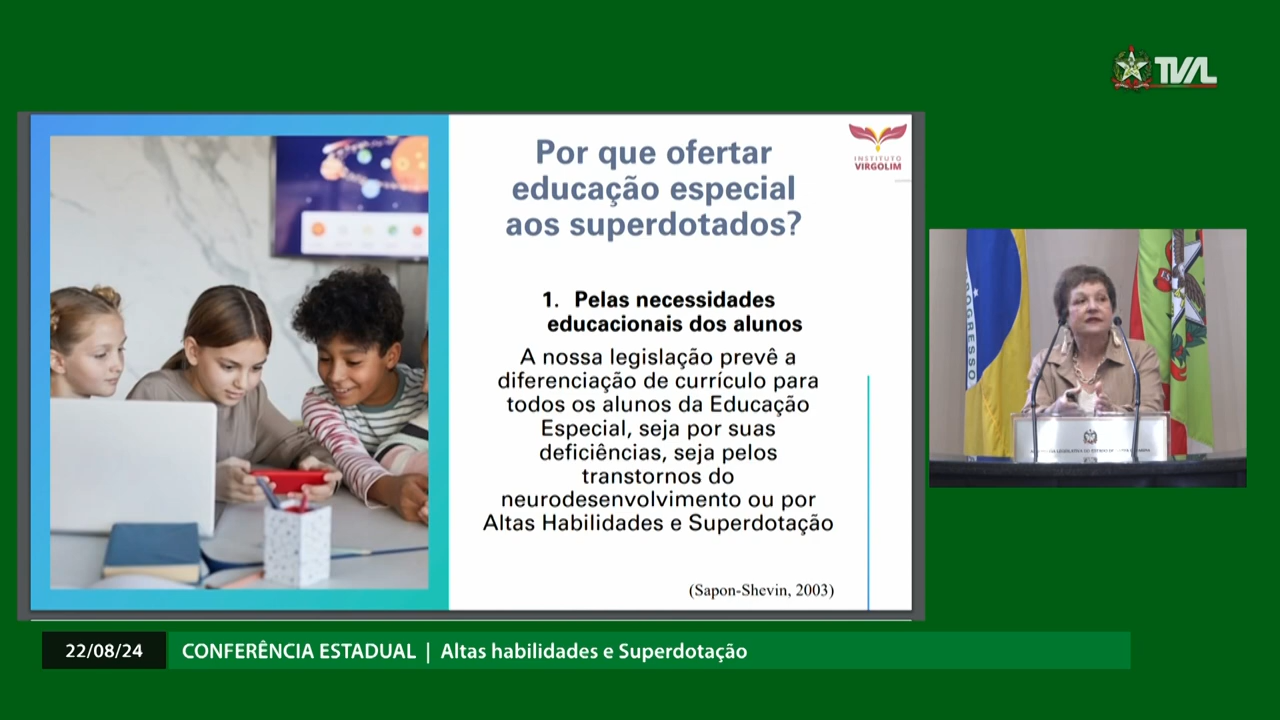 TVAL
Por que ofertar
educação especial
aos superdotados?
INSTITUTO
VIRGOLIM
1. Pelas necessidades
educacionais dos alunos
A nossa legislação prevê a
diferenciação de currículo para
todos os alunos da Educação
Especial, seja por suas
deficiências, seja pelos
transtornos do
neurodesenvolvimento ou por
Altas Habilidades e Superdotação
(Sapon-Shevin, 2003)
OGRESSO
22/08/24
CONFERÊNCIA ESTADUAL | Altas habilidades e Superdotação